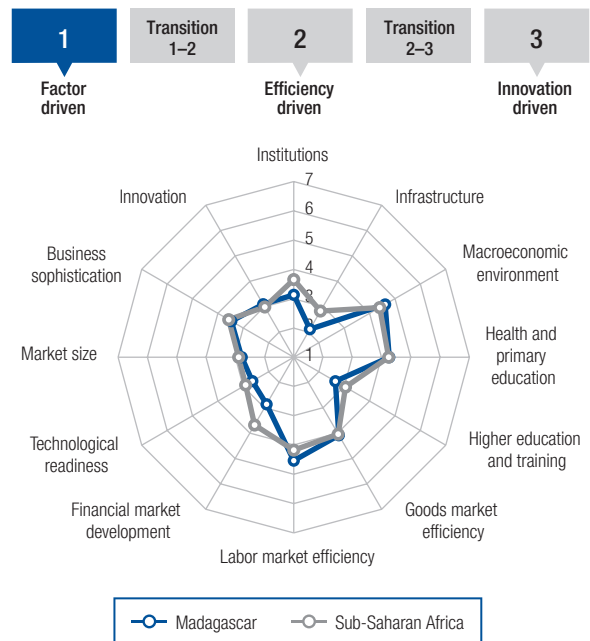 1
Transition
1–2
2
Transition
2–3
3
Factor
driven
Efficiency
driven
Innovation
driven
Institutions
7
Innovation
6
Infrastructure
5
Business
sophistication
4
Macroeconomic
environment
3
2
Market size
1
Health and
primary
education
Technological
readiness
Higher education
and training
Financial market
development
Goods market
efficiency
Labor market efficiency
Madagascar
Sub-Saharan Africa